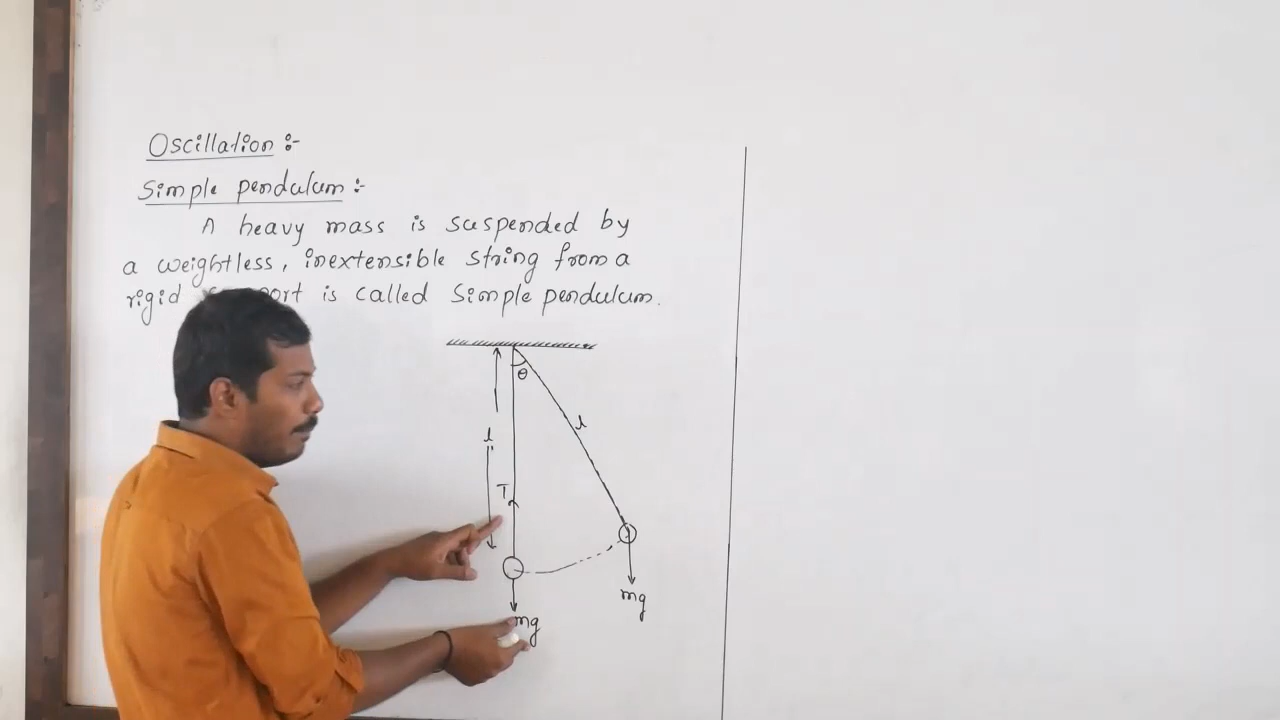 Oscillation :-
Simple pendulum :-
A heavy mass is suspended by
a weightless, inextensible string from a
rigid is called Simple pendulum.
θ
l
l
T
mg
mg